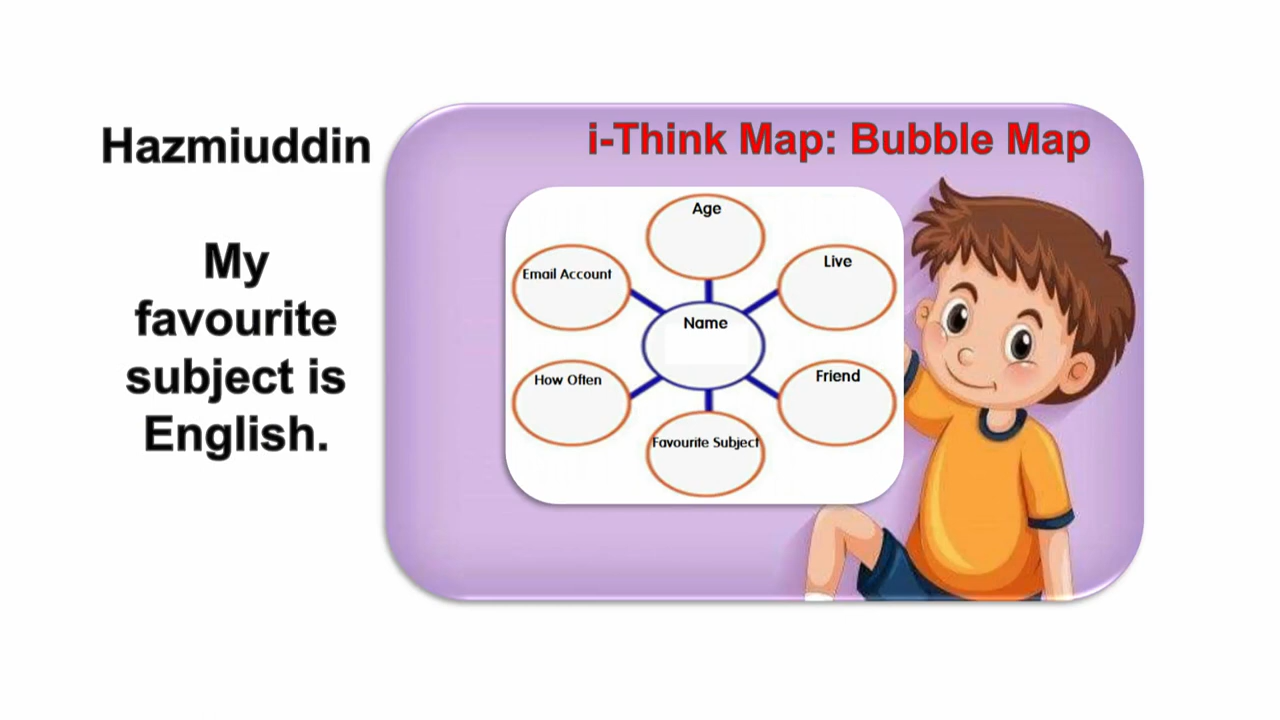 Hazmiuddin
My
favourite
subject is
English.
i-Think Map: Bubble Map
Age
Email Account
Live
Name
How Often
Friend
Favourite Subject